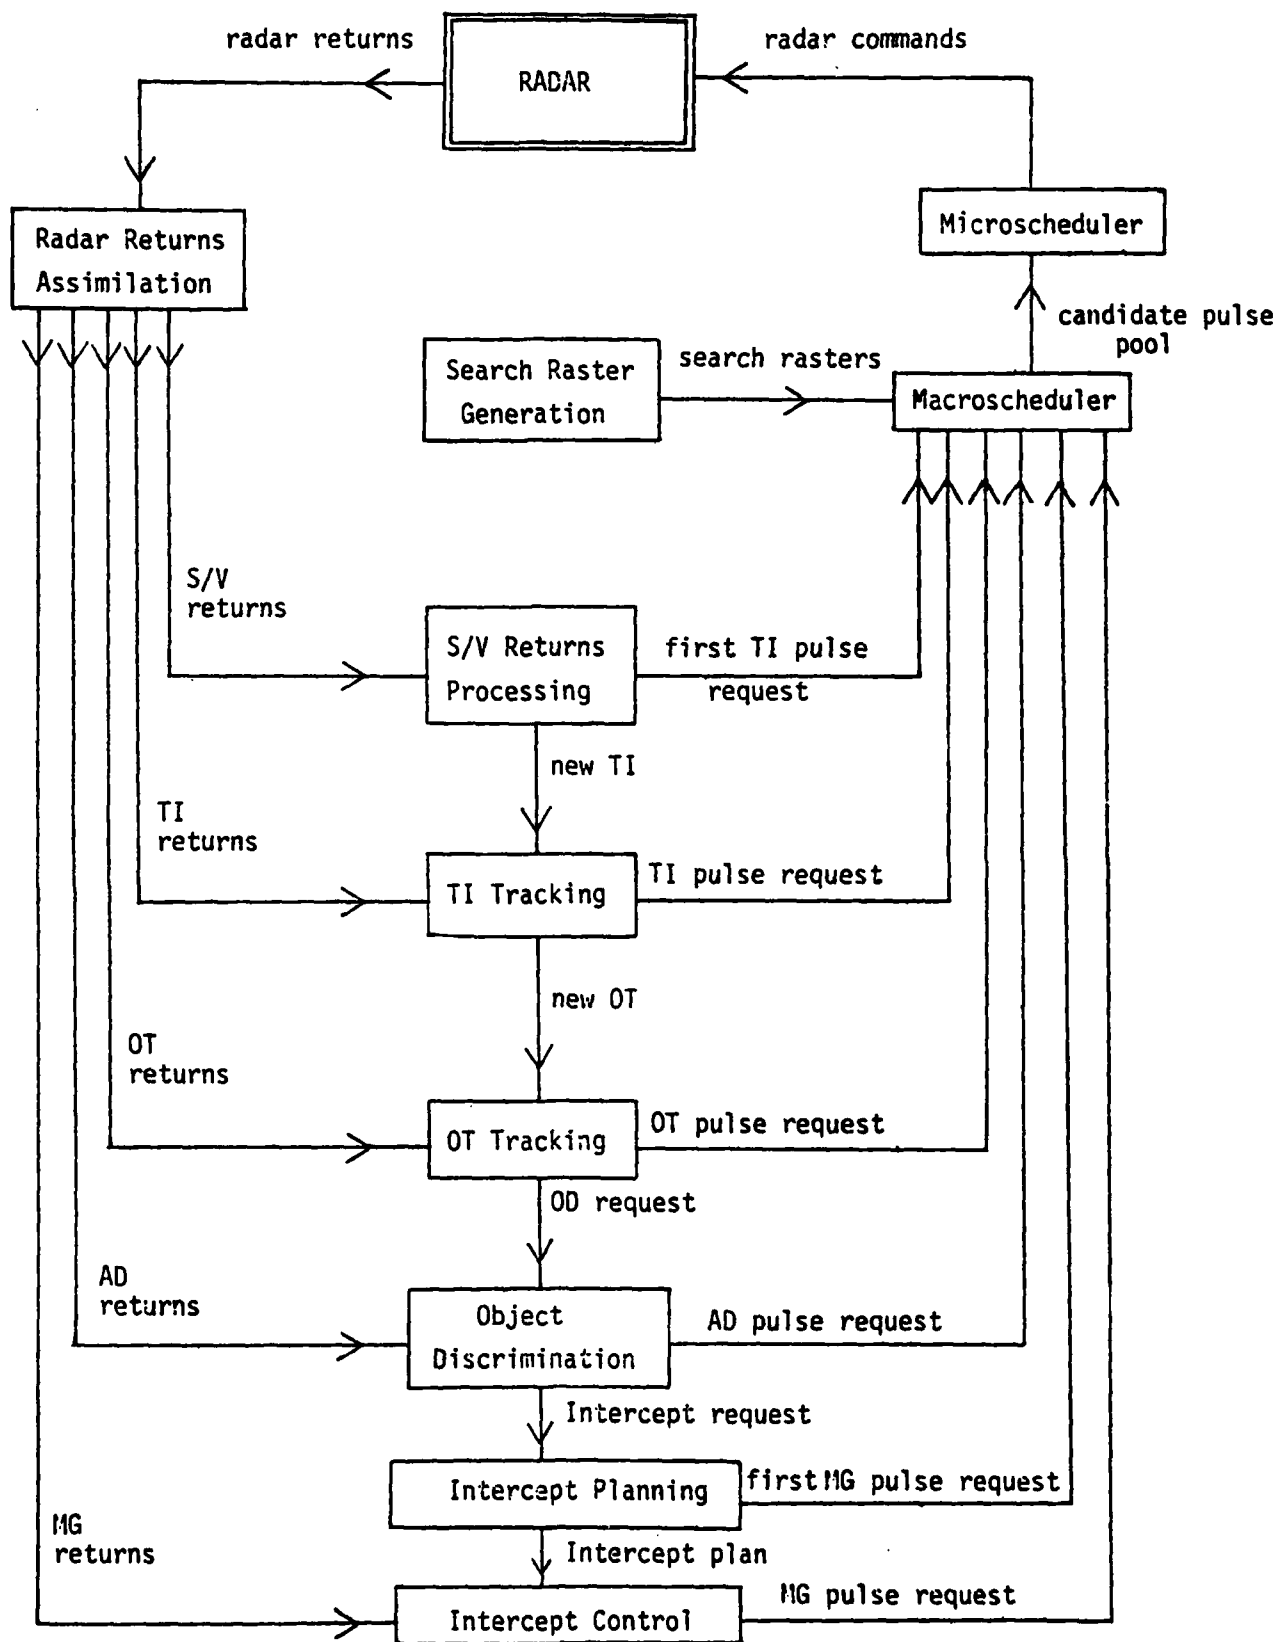 radar returns
radar commands
RADAR
Radar Returns
Assimilation
Microscheduler
candidate pulse
pool
Search Raster
Generation
search rasters
Macroscheduler
S/V
returns
S/V Returns
Processing
first TI pulse
request
new TI
TI
returns
TI Tracking
TI pulse request
new OT
OT
returns
OT Tracking
OT pulse request
OD request
AD
returns
Object
Discrimination
AD pulse request
Intercept request
Intercept Planning
first MG pulse request
MG
returns
Intercept plan
Intercept Control
MG pulse request